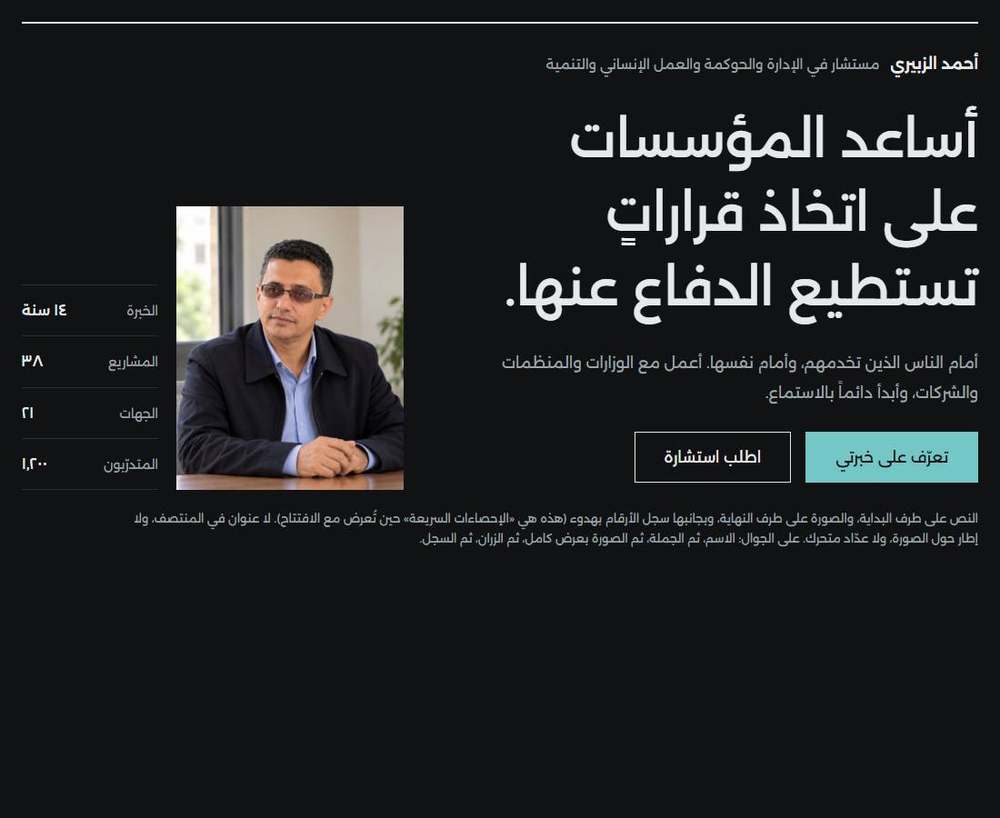 أحمد الزبيري مستشار في الإدارة والحوكمة والعمل الإنساني والتنمية
أساعد المؤسسات
على اتخاذ قراراتٍ
تستطيع الدفاع عنها.
أمام الناس الذين تخدمهم، وأمام نفسها. أعمل مع الوزارات والمنظمات
والشركات، وأبدأ دائماً بالاستماع.
تعرّف على خبرتي
اطلب استشارة
الخبرة ١٤ سنة
المشاريع ٣٨
الجهات ٢١
المتدرّبون ١٬٢٠٠
النص على طرف البداية، والصورة على طرف النهاية، وبجانبها سجل الأرقام بهدوء (هذه هي «الإحصاءات السريعة» حين تُعرض مع الافتتاح). لا عنوان في المنتصف، ولا
إطار حول الصورة، ولا عدّاد متحرك. على الجوال: الاسم، ثم الجملة، ثم الصورة بعرض كامل، ثم الزران، ثم السجل.